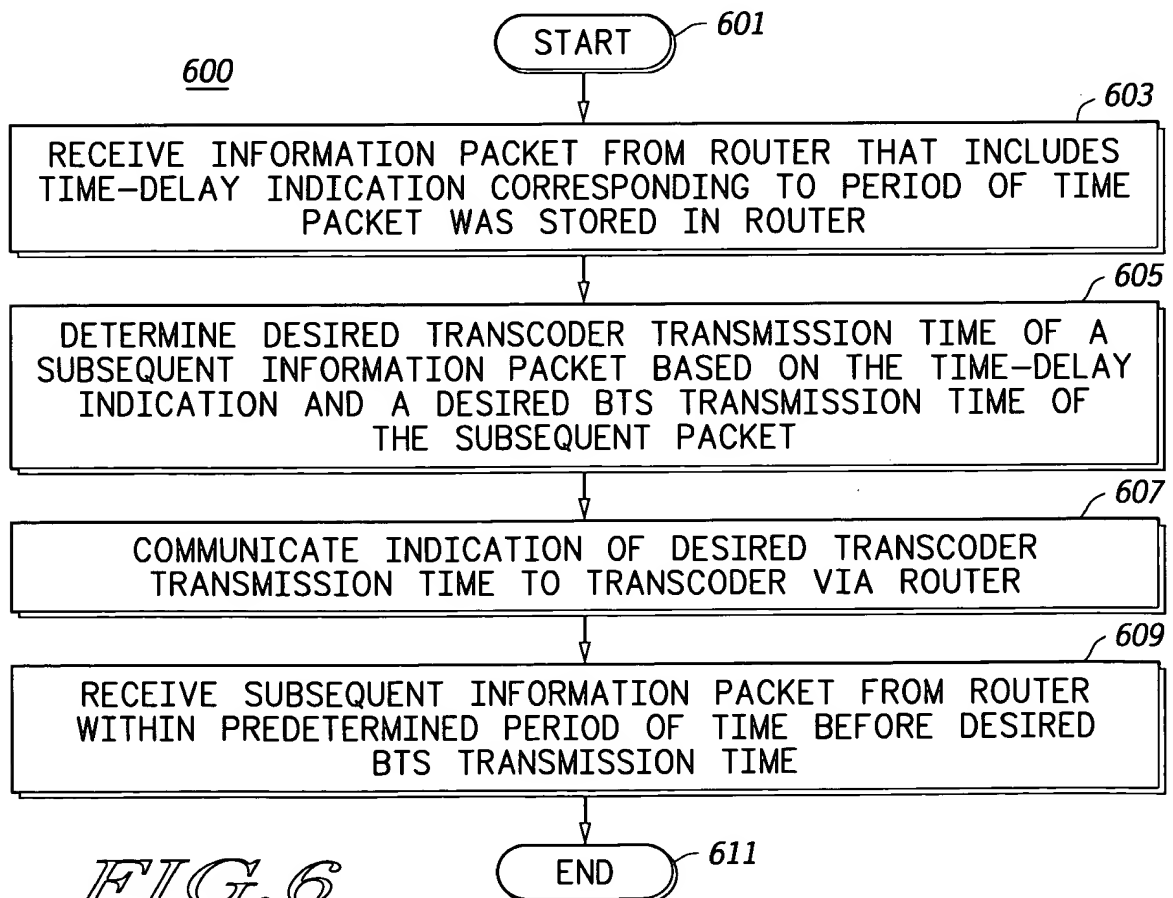 START
601
600
603
RECEIVE INFORMATION PACKET FROM ROUTER THAT INCLUDES
TIME-DELAY INDICATION CORRESPONDING TO PERIOD OF TIME
PACKET WAS STORED IN ROUTER
605
DETERMINE DESIRED TRANSCODER TRANSMISSION TIME OF A
SUBSEQUENT INFORMATION PACKET BASED ON THE TIME-DELAY
INDICATION AND A DESIRED BTS TRANSMISSION TIME OF
THE SUBSEQUENT PACKET
607
COMMUNICATE INDICATION OF DESIRED TRANSCODER
TRANSMISSION TIME TO TRANSCODER VIA ROUTER
609
RECEIVE SUBSEQUENT INFORMATION PACKET FROM ROUTER
WITHIN PREDETERMINED PERIOD OF TIME BEFORE DESIRED
BTS TRANSMISSION TIME
END
611
FIG.6